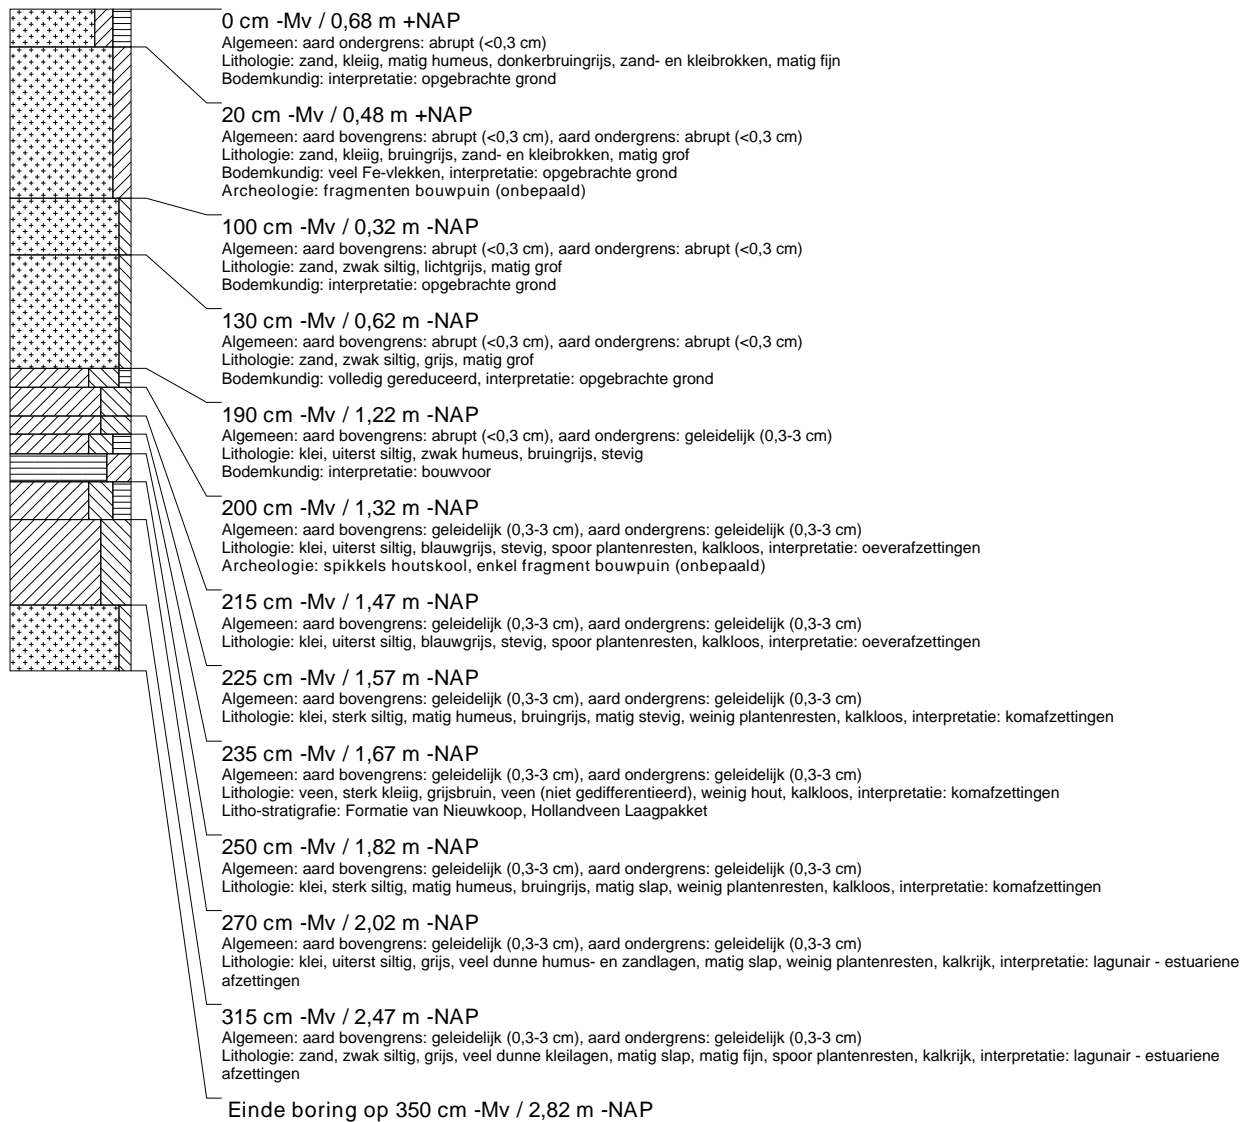 0 cm -Mv / 0,68 m +NAP
Algemeen: aard ondergrens: abrupt (<0,3 cm)
Lithologie: zand, kleiig, matig humeus, donkerbruingrijs, zand- en kleibrokken, matig fijn
Bodemkundig: interpretatie: opgebrachte grond
20 cm -Mv / 0,48 m +NAP
Algemeen: aard bovengrens: abrupt (<0,3 cm), aard ondergrens: abrupt (<0,3 cm)
Lithologie: zand, kleiig, bruingrijs, zand- en kleibrokken, matig grof
Bodemkundig: veel Fe-vlekken, interpretatie: opgebrachte grond
Archeologie: fragmenten bouwpuin (onbepaald)
100 cm -Mv / 0,32 m -NAP
Algemeen: aard bovengrens: abrupt (<0,3 cm), aard ondergrens: abrupt (<0,3 cm)
Lithologie: zand, zwak siltig, lichtgrijs, matig grof
Bodemkundig: interpretatie: opgebrachte grond
130 cm -Mv / 0,62 m -NAP
Algemeen: aard bovengrens: abrupt (<0,3 cm), aard ondergrens: abrupt (<0,3 cm)
Lithologie: zand, zwak siltig, grijs, matig grof
Bodemkundig: volledig gereduceerd, interpretatie: opgebrachte grond
190 cm -Mv / 1,22 m -NAP
Algemeen: aard bovengrens: abrupt (<0,3 cm), aard ondergrens: geleidelijk (0,3-3 cm)
Lithologie: klei, uiterst siltig, zwak humeus, bruingrijs, stevig
Bodemkundig: interpretatie: bouwvoor
200 cm -Mv / 1,32 m -NAP
Algemeen: aard bovengrens: geleidelijk (0,3-3 cm), aard ondergrens: geleidelijk (0,3-3 cm)
Lithologie: klei, uiterst siltig, blauwgrijs, stevig, spoor plantenresten, kalkloos, interpretatie: oeverafzettingen
Archeologie: spikkels houtskool, enkel fragment bouwpuin (onbepaald)
215 cm -Mv / 1,47 m -NAP
Algemeen: aard bovengrens: geleidelijk (0,3-3 cm), aard ondergrens: geleidelijk (0,3-3 cm)
Lithologie: klei, uiterst siltig, blauwgrijs, stevig, spoor plantenresten, kalkloos, interpretatie: oeverafzettingen
225 cm -Mv / 1,57 m -NAP
Algemeen: aard bovengrens: geleidelijk (0,3-3 cm), aard ondergrens: geleidelijk (0,3-3 cm)
Lithologie: klei, sterk siltig, matig humeus, bruingrijs, matig stevig, weinig plantenresten, kalkloos, interpretatie: komafzettingen
235 cm -Mv / 1,67 m -NAP
Algemeen: aard bovengrens: geleidelijk (0,3-3 cm), aard ondergrens: geleidelijk (0,3-3 cm)
Lithologie: veen, sterk kleiig, grijsbruin, veen (niet gedifferentieerd), weinig hout, kalkloos, interpretatie: komafzettingen
Litho-stratigrafie: Formatie van Nieuwkoop, Hollandveen Laagpakket
250 cm -Mv / 1,82 m -NAP
Algemeen: aard bovengrens: geleidelijk (0,3-3 cm), aard ondergrens: geleidelijk (0,3-3 cm)
Lithologie: klei, sterk siltig, matig humeus, bruingrijs, matig slap, weinig plantenresten, kalkloos, interpretatie: komafzettingen
270 cm -Mv / 2,02 m -NAP
Algemeen: aard bovengrens: geleidelijk (0,3-3 cm), aard ondergrens: geleidelijk (0,3-3 cm)
Lithologie: klei, uiterst siltig, grijs, veel dunne humus- en zandlagen, matig slap, weinig plantenresten, kalkrijk, interpretatie: lagunair - estuariene
afzettingen
315 cm -Mv / 2,47 m -NAP
Algemeen: aard bovengrens: geleidelijk (0,3-3 cm), aard ondergrens: geleidelijk (0,3-3 cm)
Lithologie: zand, zwak siltig, grijs, veel dunne kleilagen, matig slap, matig fijn, spoor plantenresten, kalkrijk, interpretatie: lagunair - estuariene
afzettingen
Einde boring op 350 cm -Mv / 2,82 m -NAP